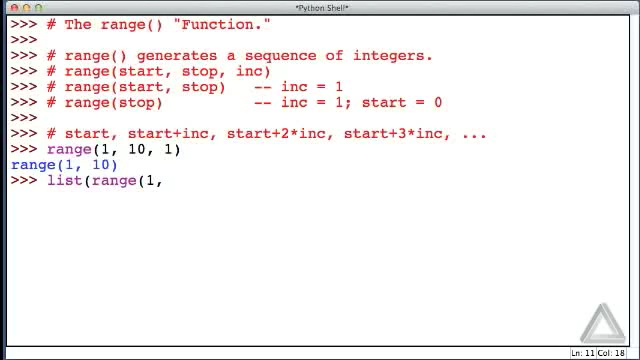 *Python Shell*
>>> # The range() "Function."
>>>
>>> # range() generates a sequence of integers.
>>> # range(start, stop, inc)
>>> # range(start, stop)   -- inc = 1
>>> # range(stop)          -- inc = 1; start = 0
>>>
>>> # start, start+inc, start+2*inc, start+3*inc, ...
>>> range(1, 10, 1)
range(1, 10)
>>> list(range(1,
Ln: 11 Col: 18